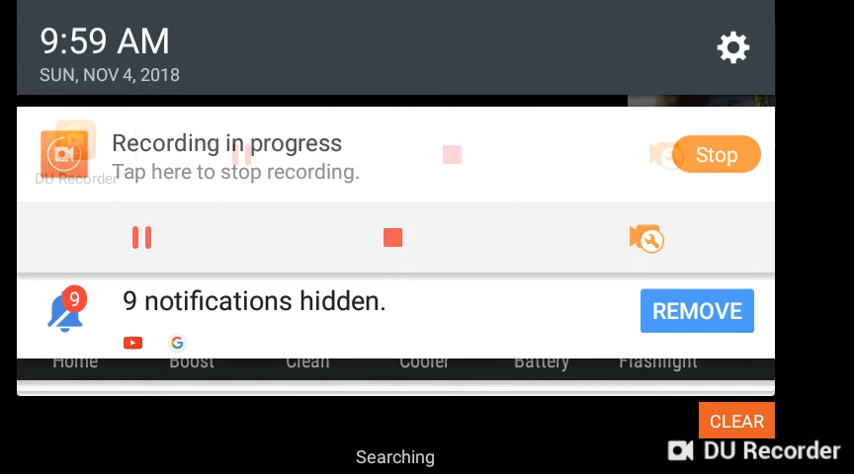 9:59 AM
SUN, NOV 4, 2018
Recording in progress
Tap here to stop recording.
Stop
DU Recorder
9
9 notifications hidden.
REMOVE
Home Boost Clean Cooler Battery Flashlight
CLEAR
DU Recorder
Searching